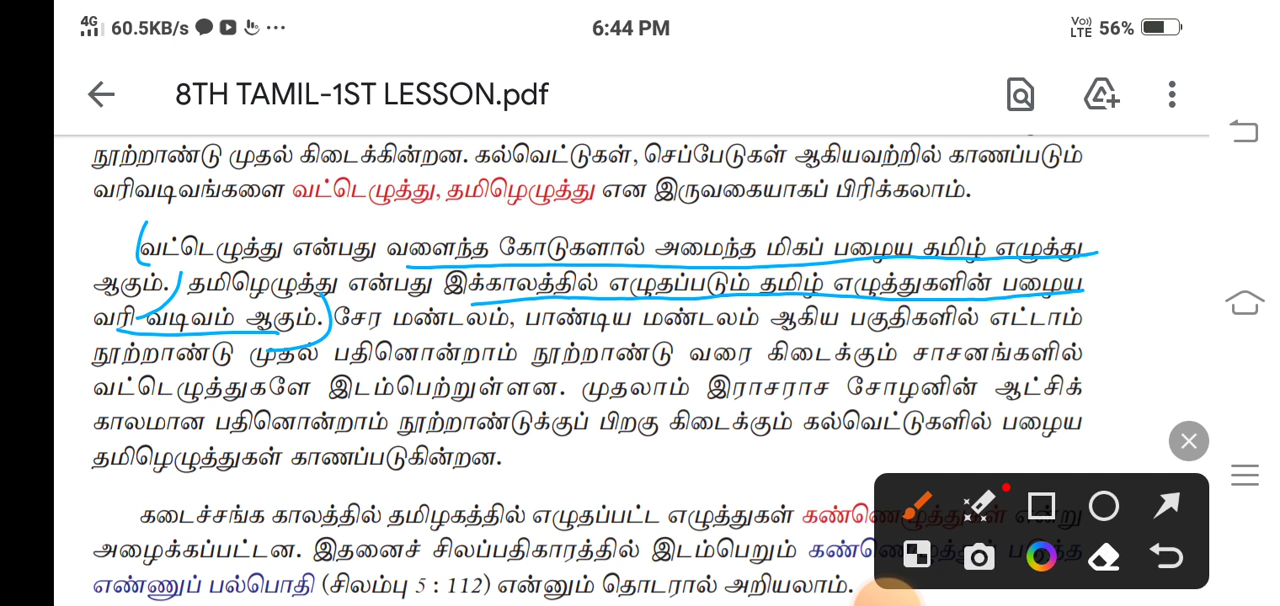 4G 60.5KB/s ... 6:44 PM Vo)) LTE 56%
8TH TAMIL-1ST LESSON.pdf
நூற்றாண்டு முதல் கிடைக்கின்றன. கல்வெட்டுகள், செப்பேடுகள் ஆகியவற்றில் காணப்படும்
வரிவடிவங்களை வட்டெழுத்து, தமிழெழுத்து என இருவகையாகப் பிரிக்கலாம்.
வட்டெழுத்து என்பது வளைந்த கோடுகளால் அமைந்த மிகப் பழைய தமிழ் எழுத்து
ஆகும். தமிழெழுத்து என்பது இக்காலத்தில் எழுதப்படும் தமிழ் எழுத்துகளின் பழைய
வரி வடிவம் ஆகும். சேர மண்டலம், பாண்டிய மண்டலம் ஆகிய பகுதிகளில் எட்டாம்
நூற்றாண்டு முதல் பதினொன்றாம் நூற்றாண்டு வரை கிடைக்கும் சாசனங்களில்
வட்டெழுத்துகளே இடம்பெற்றுள்ளன. முதலாம் இராசராச சோழனின் ஆட்சிக்
காலமான பதினொன்றாம் நூற்றாண்டுக்குப் பிறகு கிடைக்கும் கல்வெட்டுகளில் பழைய
தமிழெழுத்துகள் காணப்படுகின்றன.
கடைச்சங்க காலத்தில் தமிழகத்தில் எழுதப்பட்ட எழுத்துகள் கண்ணெழுத்துகள் என்று
அழைக்கப்பட்டன. இதனைச் சிலப்பதிகாரத்தில் இடம்பெறும்
எண்ணுப் பல்பொதி (சிலம்பு 5 : 112) என்னும் தொடரால் அறியலாம்.